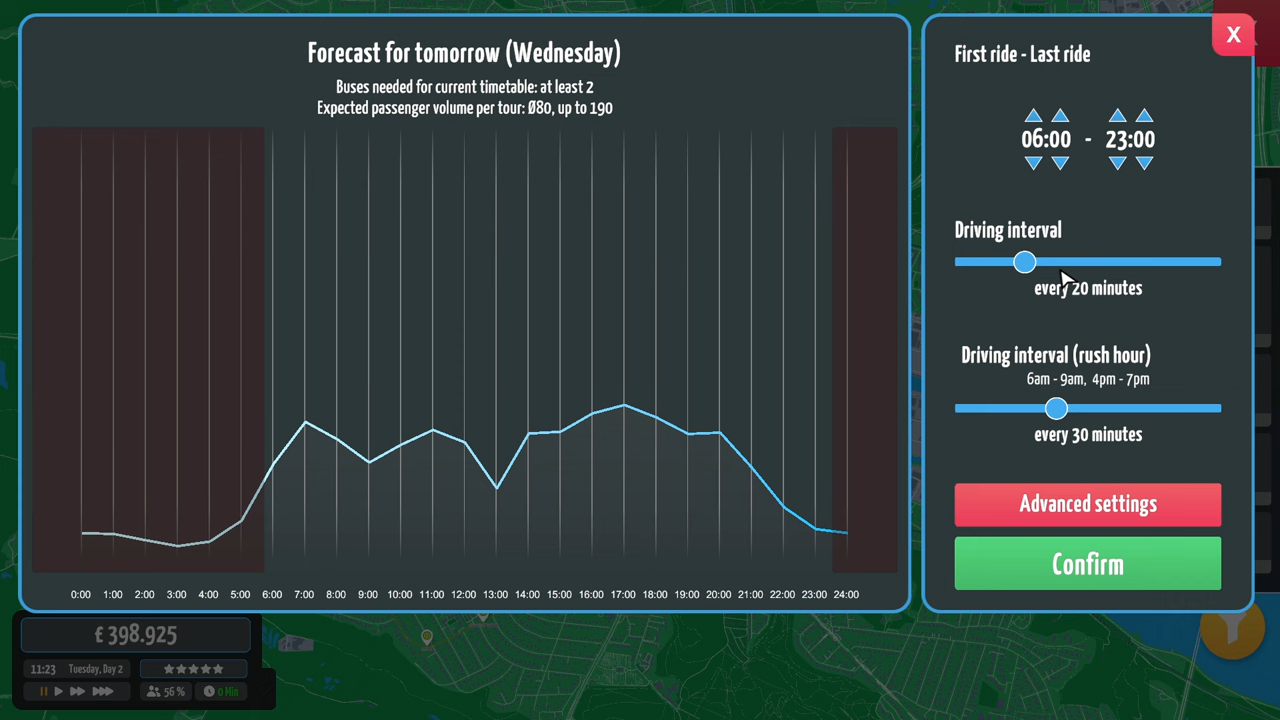 Forecast for tomorrow (Wednesday)
Buses needed for current timetable: at least 2
Expected passenger volume per tour: Ø80, up to 190
0:00 1:00 2:00 3:00 4:00 5:00 6:00 7:00 8:00 9:00 10:00 11:00 12:00 13:00 14:00 15:00 16:00 17:00 18:00 19:00 20:00 21:00 22:00 23:00 24:00
X
First ride - Last ride
06:00 - 23:00
Driving interval
every 20 minutes
Driving interval (rush hour)
6am - 9am, 4pm - 7pm
every 30 minutes
Advanced settings
Confirm
£ 398.925
11:23 Tuesday, Day 2
56 % 0 Min